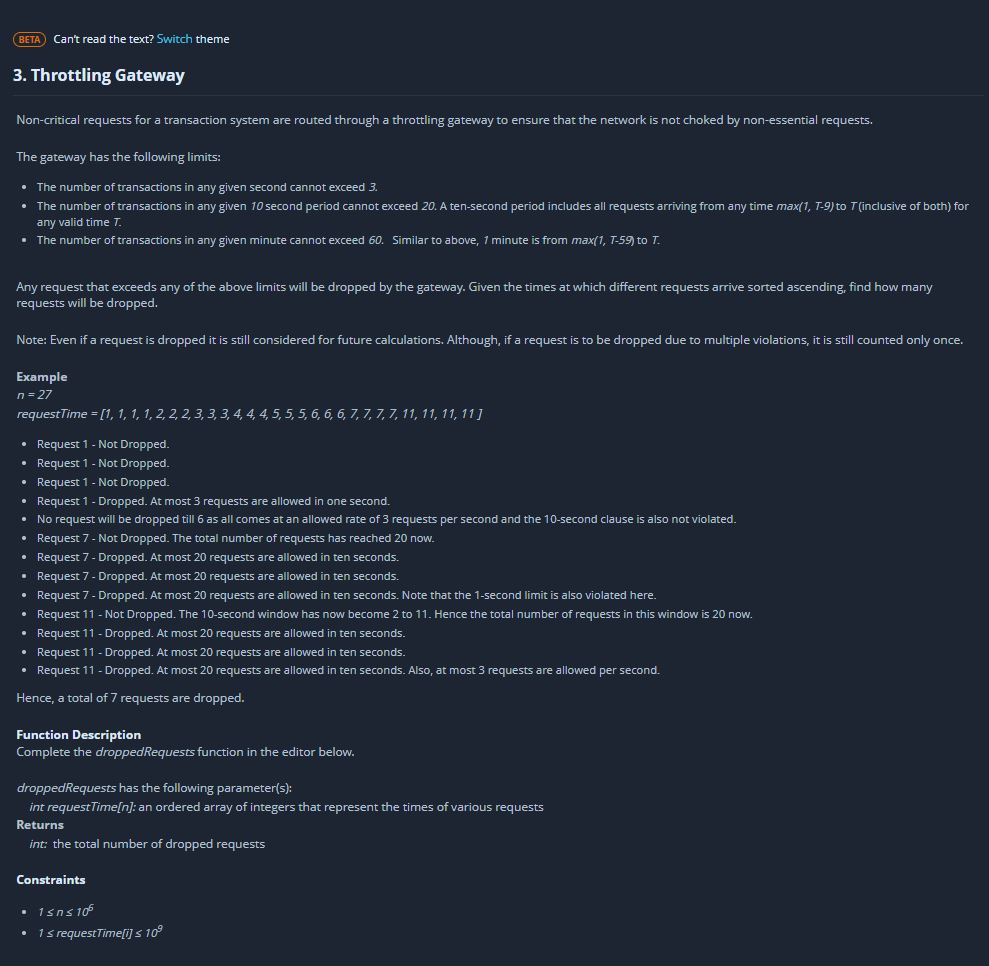 BETA Can't read the text? Switch theme
3. Throttling Gateway
Non-critical requests for a transaction system are routed through a throttling gateway to ensure that the network is not choked by non-essential requests.
The gateway has the following limits:
• The number of transactions in any given second cannot exceed 3.
• The number of transactions in any given 10 second period cannot exceed 20. A ten-second period includes all requests arriving from any time max(1, T-9) to T (inclusive of both) for
any valid time T.
• The number of transactions in any given minute cannot exceed 60. Similar to above, 1 minute is from max(1, T-59) to T.
Any request that exceeds any of the above limits will be dropped by the gateway. Given the times at which different requests arrive sorted ascending, find how many
requests will be dropped.
Note: Even if a request is dropped it is still considered for future calculations. Although, if a request is to be dropped due to multiple violations, it is still counted only once.
Example
n = 27
requestTime = [1, 1, 1, 1, 2, 2, 2, 3, 3, 3, 4, 4, 4, 5, 5, 5, 6, 6, 6, 7, 7, 7, 7, 11, 11, 11, 11 ]
• Request 1 - Not Dropped.
• Request 1 - Not Dropped.
• Request 1 - Not Dropped.
• Request 1 - Dropped. At most 3 requests are allowed in one second.
• No request will be dropped till 6 as all comes at an allowed rate of 3 requests per second and the 10-second clause is also not violated.
• Request 7 - Not Dropped. The total number of requests has reached 20 now.
• Request 7 - Dropped. At most 20 requests are allowed in ten seconds.
• Request 7 - Dropped. At most 20 requests are allowed in ten seconds.
• Request 7 - Dropped. At most 20 requests are allowed in ten seconds. Note that the 1-second limit is also violated here.
• Request 11 - Not Dropped. The 10-second window has now become 2 to 11. Hence the total number of requests in this window is 20 now.
• Request 11 - Dropped. At most 20 requests are allowed in ten seconds.
• Request 11 - Dropped. At most 20 requests are allowed in ten seconds.
• Request 11 - Dropped. At most 20 requests are allowed in ten seconds. Also, at most 3 requests are allowed per second.
Hence, a total of 7 requests are dropped.
Function Description
Complete the droppedRequests function in the editor below.
droppedRequests has the following parameter(s):
int requestTime[n]: an ordered array of integers that represent the times of various requests
Returns
int: the total number of dropped requests
Constraints
• 1 ≤ n ≤ 10⁶
• 1 ≤ requestTime[i] ≤ 10⁹